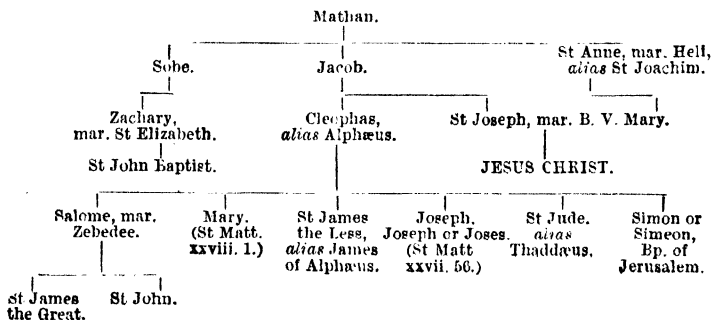 Mathan.
Sobe.
Jacob.
St Anne, mar. Heli,
alias St Joachim.
Zachary,
mar. St Elizabeth.
Cleophas,
alias Alphæus.
St Joseph, mar. B. V. Mary.
St John Baptist.
JESUS CHRIST.
Salome, mar.
Zebedee.
Mary.
(St Matt.
xxviii. 1.)
St James
the Less,
alias James
of Alphæus.
Joseph,
Joseph or Joses.
(St Matt
xxvii. 56.)
St Jude.
alias
Thaddæus.
Simon or
Simeon,
Bp. of
Jerusalem.
St James
the Great.
St John.